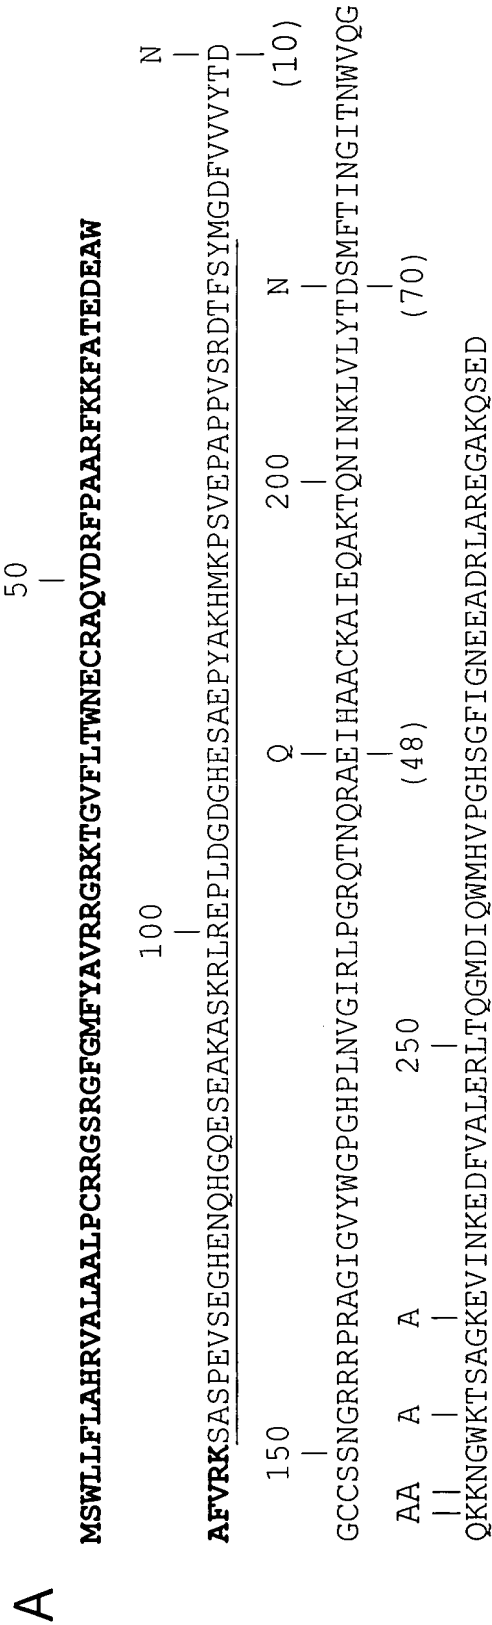 A
50
MSWLLFLAHRVALAALPCRRGSRGFGMFYAVRRGRKTGVFLTWNECRAQVDRFPAARFKKFATEDEAW
100 N
AFVRKSASPEVSEGHENQHGQESEAKASKRLREPLDGDGHESAEPYAKHMKPSVEPAPPVSRDTFSYMGDFVVVYTD
(10)
150 Q 200 N
GCCSSNGRRRPRAGIGVYWGPGHPLNVGIRLPGRQTNQRAEIHAACKAIEQAKTQNINKLVLYTDSMFTINGITNWVQG
(48) (70)
AA A A 250
QKKNGWKTSAGKEVINKEDFVALERLTQGMDIQWMHVPGHSGFIGNEEADRLAREGAKQSED